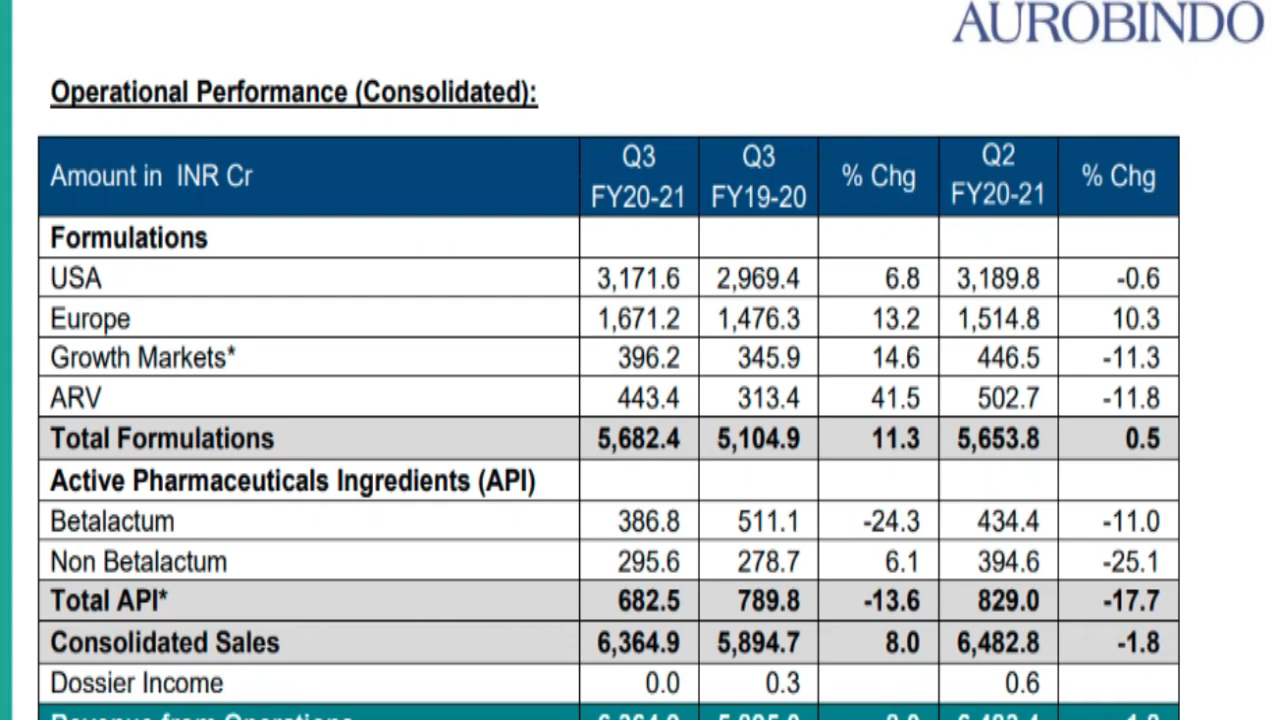 AUROBINDO
Operational Performance (Consolidated):
Amount in INR Cr Q3 FY20-21 Q3 FY19-20 % Chg Q2 FY20-21 % Chg
Formulations
USA 3,171.6 2,969.4 6.8 3,189.8 -0.6
Europe 1,671.2 1,476.3 13.2 1,514.8 10.3
Growth Markets* 396.2 345.9 14.6 446.5 -11.3
ARV 443.4 313.4 41.5 502.7 -11.8
Total Formulations 5,682.4 5,104.9 11.3 5,653.8 0.5
Active Pharmaceuticals Ingredients (API)
Betalactum 386.8 511.1 -24.3 434.4 -11.0
Non Betalactum 295.6 278.7 6.1 394.6 -25.1
Total API* 682.5 789.8 -13.6 829.0 -17.7
Consolidated Sales 6,364.9 5,894.7 8.0 6,482.8 -1.8
Dossier Income 0.0 0.3 0.6
Revenue from Operations